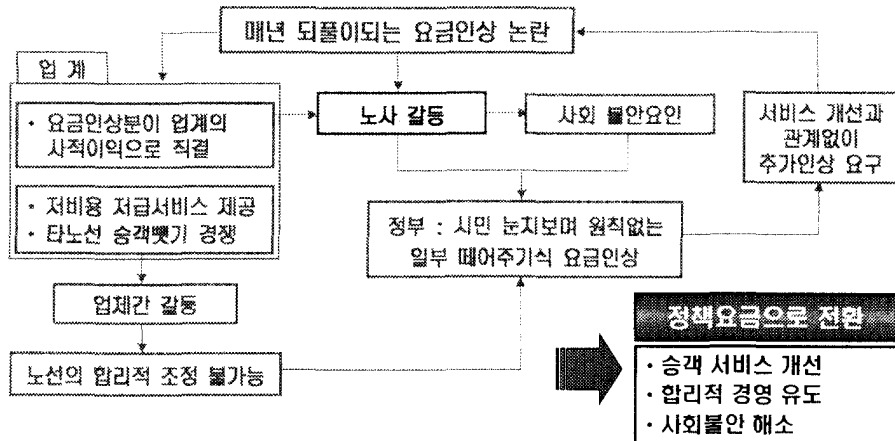 매년 되풀이되는 요금인상 논란
업 계
· 요금인상분이 업계의
사적이익으로 직결
· 저비용 저급서비스 제공
· 타노선 승객뺏기 경쟁
노사 갈등
사회 불안요인
서비스 개선과
관계없이
추가인상 요구
정부 : 시민 눈치보며 원칙없는
일부 떼어주기식 요금인상
업체간 갈등
노선의 합리적 조정 불가능
정책요금으로 전환
· 승객 서비스 개선
· 합리적 경영 유도
· 사회불안 해소